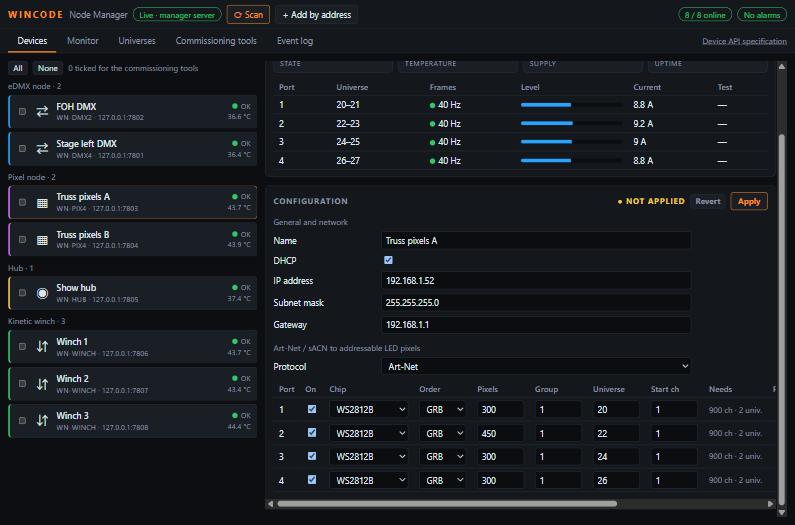 WINCODE Node Manager Live · manager server Scan + Add by address 8 / 8 online No alarms
Devices Monitor Universes Commissioning tools Event log Device API specification
All None 0 ticked for the commissioning tools
eDMX node · 2
FOH DMX OK
WN-DMX2 · 127.0.0.1:7802 36.6 °C
Stage left DMX OK
WN-DMX4 · 127.0.0.1:7801 36.4 °C
Pixel node · 2
Truss pixels A OK
WN-PIX4 · 127.0.0.1:7803 43.7 °C
Truss pixels B OK
WN-PIX4 · 127.0.0.1:7804 43.9 °C
Hub · 1
Show hub OK
WN-HUB · 127.0.0.1:7805 37.4 °C
Kinetic winch · 3
Winch 1 OK
WN-WINCH · 127.0.0.1:7806 43.7 °C
Winch 2 OK
WN-WINCH · 127.0.0.1:7807 43.4 °C
Winch 3 OK
WN-WINCH · 127.0.0.1:7808 44.4 °C
STATE TEMPERATURE SUPPLY UPTIME
Port Universe Frames Level Current Test
1 20–21 40 Hz 8.8 A —
2 22–23 40 Hz 9.2 A —
3 24–25 40 Hz 9 A —
4 26–27 40 Hz 8.8 A —
CONFIGURATION ● NOT APPLIED Revert Apply
General and network
Name Truss pixels A
DHCP
IP address 192.168.1.52
Subnet mask 255.255.255.0
Gateway 192.168.1.1
Art-Net / sACN to addressable LED pixels
Protocol Art-Net
Port On Chip Order Pixels Group Universe Start ch Needs
1 WS2812B GRB 300 1 20 1 900 ch · 2 univ.
2 WS2812B GRB 450 1 22 1 900 ch · 2 univ.
3 WS2812B GRB 300 1 24 1 900 ch · 2 univ.
4 WS2812B GRB 300 1 26 1 900 ch · 2 univ.